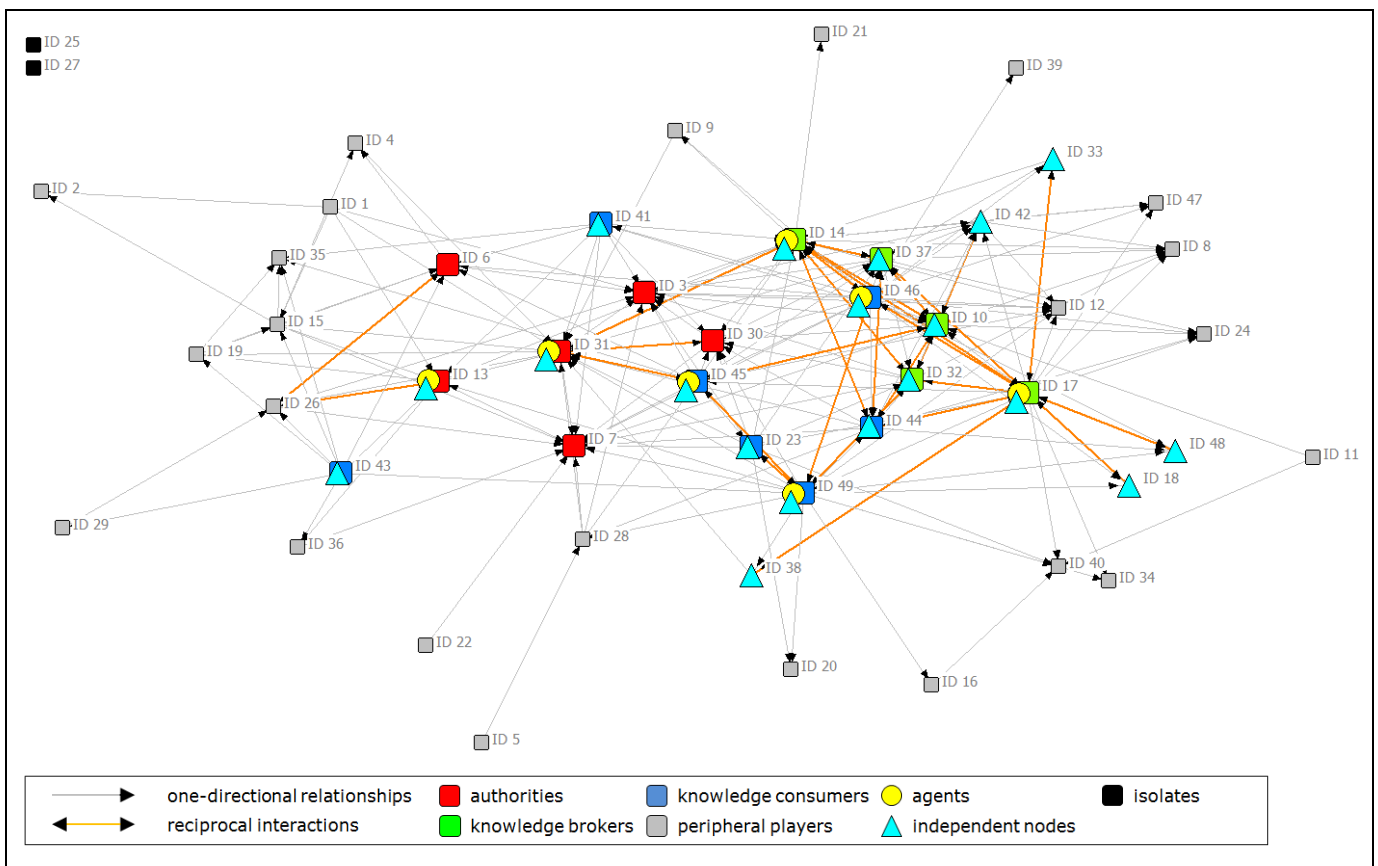 ID 21
ID 25
ID 27
ID 39
ID 9
ID 4
ID 33
ID 2
ID 1
ID 47
ID 41
ID 42
ID 14
ID 8
ID 35
ID 6
ID 37
ID 3
ID 46
ID 12
ID 15
ID 10
ID 24
ID 30
ID 31
ID 19
ID 13
ID 45
ID 32
ID 17
ID 26
ID 44
ID 7
ID 23
ID 48
ID 11
ID 43
ID 18
ID 49
ID 29
ID 36
ID 28
ID 38
ID 40
ID 34
ID 22
ID 20
ID 16
ID 5
one-directional relationships authorities knowledge consumers agents isolates
reciprocal interactions knowledge brokers peripheral players independent nodes